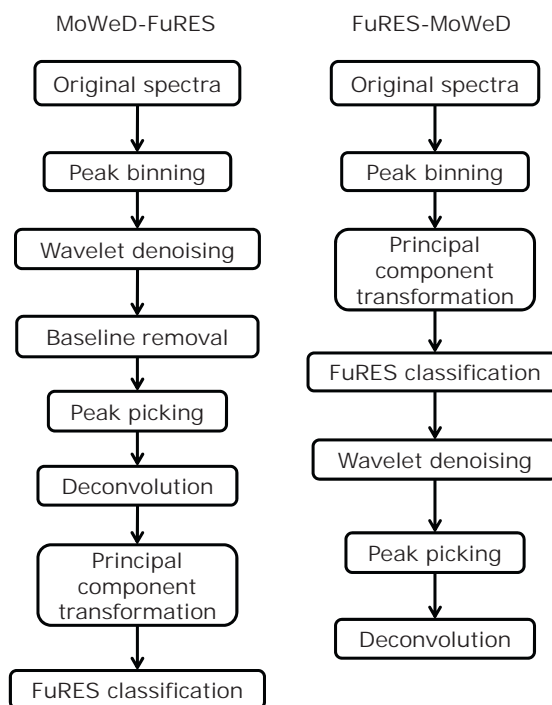 MoWeD-FuRES
Original spectra
Peak binning
Wavelet denoising
Baseline removal
Peak picking
Deconvolution
Principal
component
transformation
FuRES classification
FuRES-MoWeD
Original spectra
Peak binning
Principal
component
transformation
FuRES classification
Wavelet denoising
Peak picking
Deconvolution